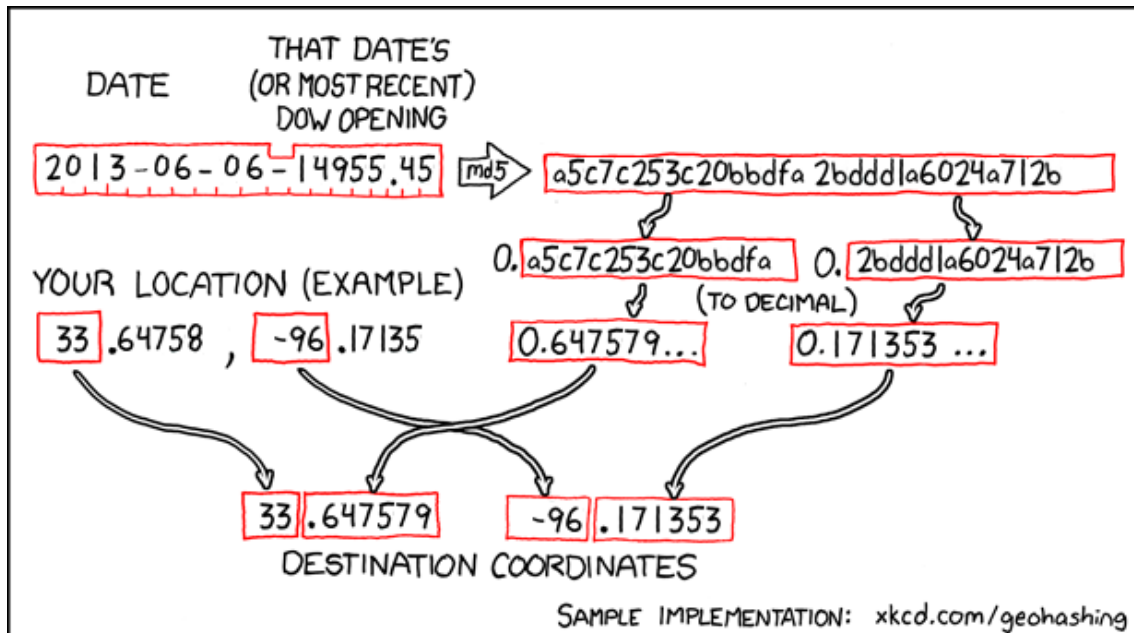 DATE
THAT DATE'S
(OR MOST RECENT)
DOW OPENING
2013-06-06-14955.45
md5
a5c7c253c20bbdfa 2bddd1a6024a712b
0. a5c7c253c20bbdfa
0. 2bddd1a6024a712b
YOUR LOCATION (EXAMPLE)
(TO DECIMAL)
33 .64758 , -96 .17135
0.647579...
0.171353 ...
33 .647579
-96 .171353
DESTINATION COORDINATES
SAMPLE IMPLEMENTATION: xkcd.com/geohashing